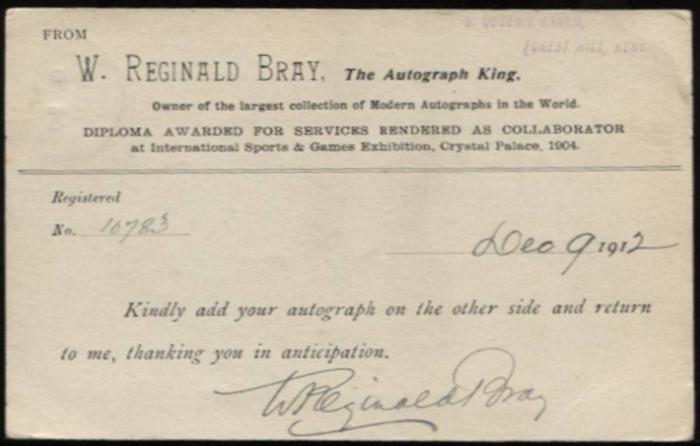 FROM
FOREST HILL, KENT.
W. REGINALD BRAY, The Autograph King,
Owner of the largest collection of Modern Autographs in the World.
DIPLOMA AWARDED FOR SERVICES RENDERED AS COLLABORATOR
at International Sports & Games Exhibition, Crystal Palace, 1904.
Registered
No. 10783
Dec 9 1912
Kindly add your autograph on the other side and return
to me, thanking you in anticipation.
W Reginald Bray